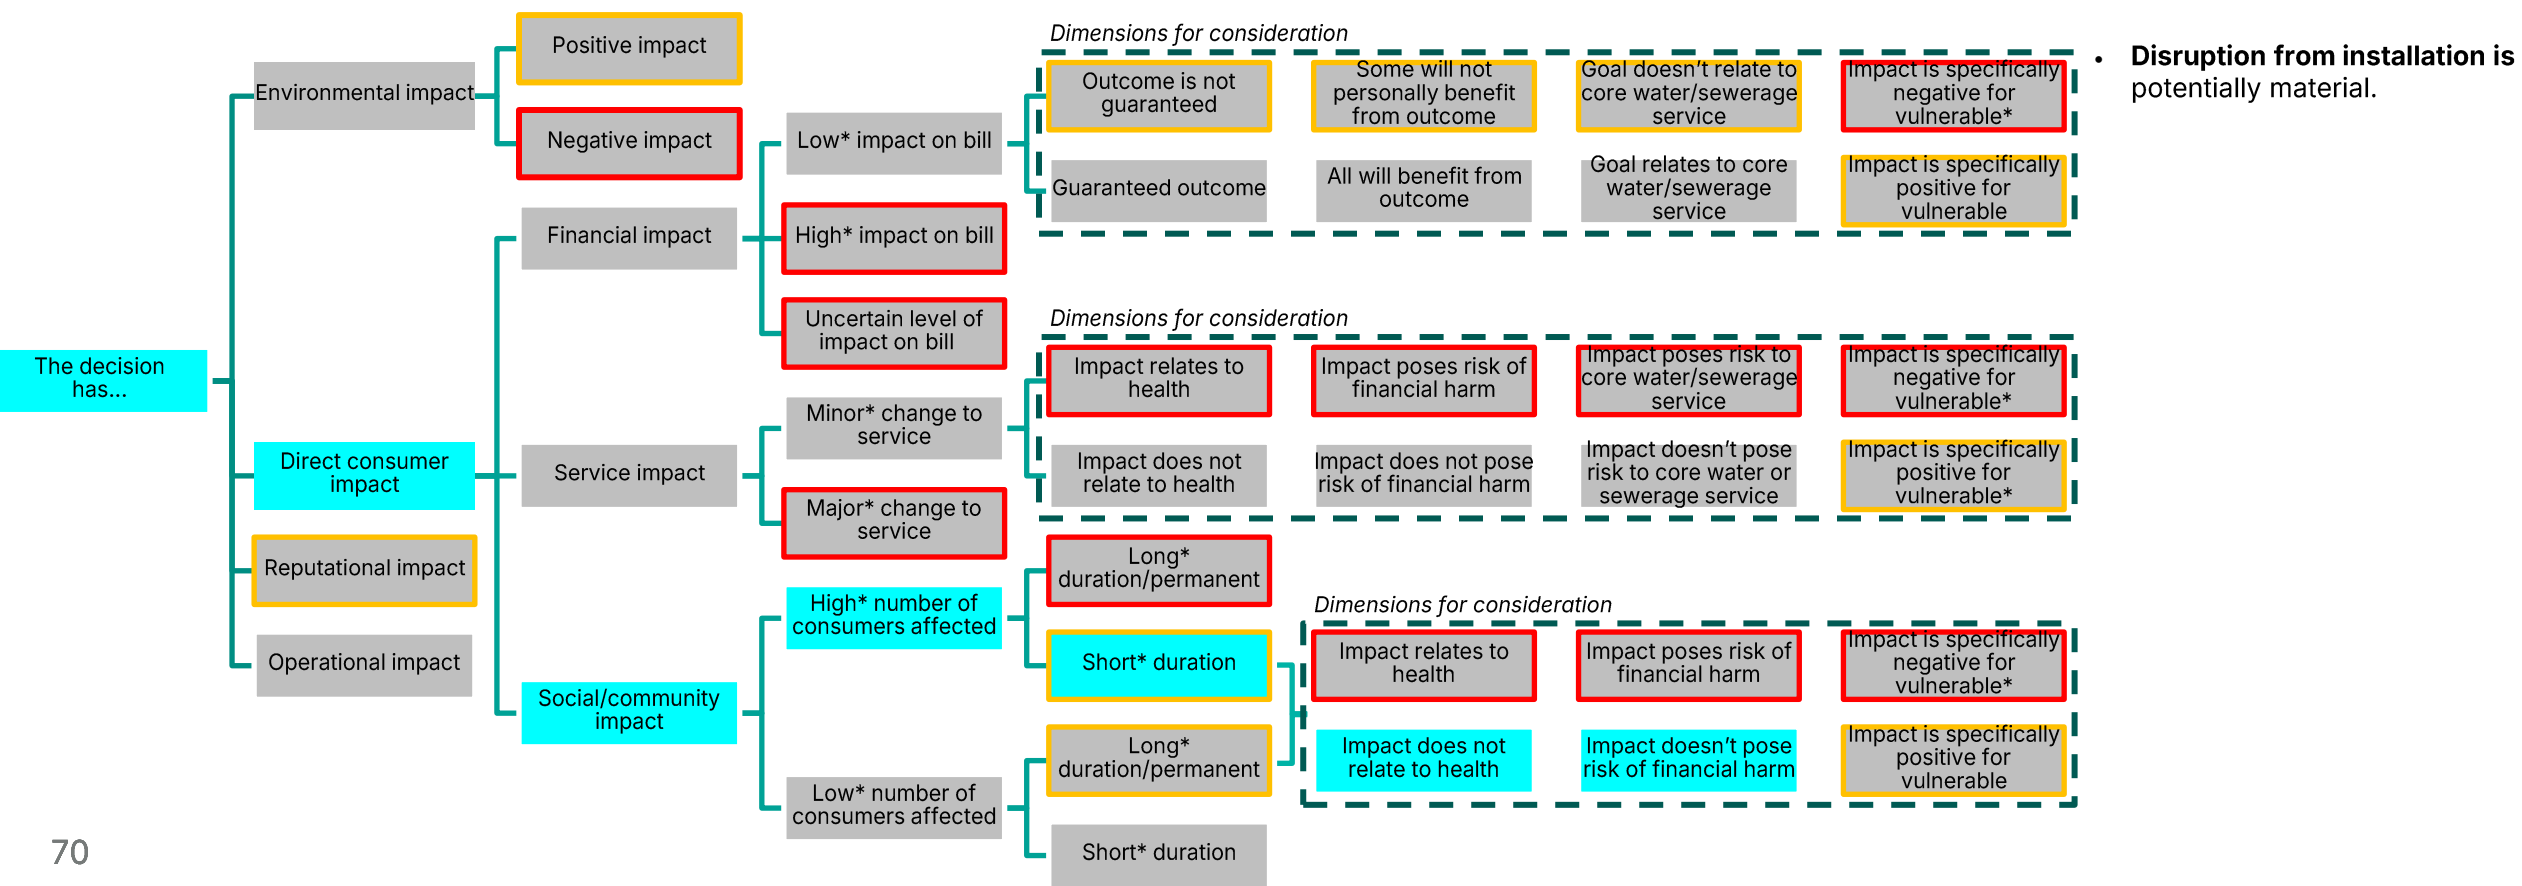 Dimensions for consideration
Positive impact
Environmental impact
Negative impact
Outcome is not
guaranteed
Some will not
personally benefit
from outcome
Goal doesn't relate to
core water/sewerage
service
Impact is specifically
negative for
vulnerable*
Low* impact on bill
Guaranteed outcome
All will benefit from
outcome
Goal relates to core
water/sewerage
service
Impact is specifically
positive for
vulnerable
Financial impact
High* impact on bill
Uncertain level of
impact on bill
Dimensions for consideration
The decision
has...
Impact relates to
health
Impact poses risk of
financial harm
Impact poses risk to
core water/sewerage
service
Impact is specifically
negative for
vulnerable*
Minor* change to
service
Direct consumer
impact
Service impact
Impact does not
relate to health
Impact does not pose
risk of financial harm
Impact doesn't pose
risk to core water or
sewerage service
Impact is specifically
positive for
vulnerable*
Major* change to
service
Reputational impact
Long*
duration/permanent
High* number of
consumers affected
Dimensions for consideration
Operational impact
Short* duration
Impact relates to
health
Impact poses risk of
financial harm
Impact is specifically
negative for
vulnerable*
Social/community
impact
Long*
duration/permanent
Impact does not
relate to health
Impact doesn't pose
risk of financial harm
Impact is specifically
positive for
vulnerable
Low* number of
consumers affected
Short* duration
• Disruption from installation is
potentially material.
70